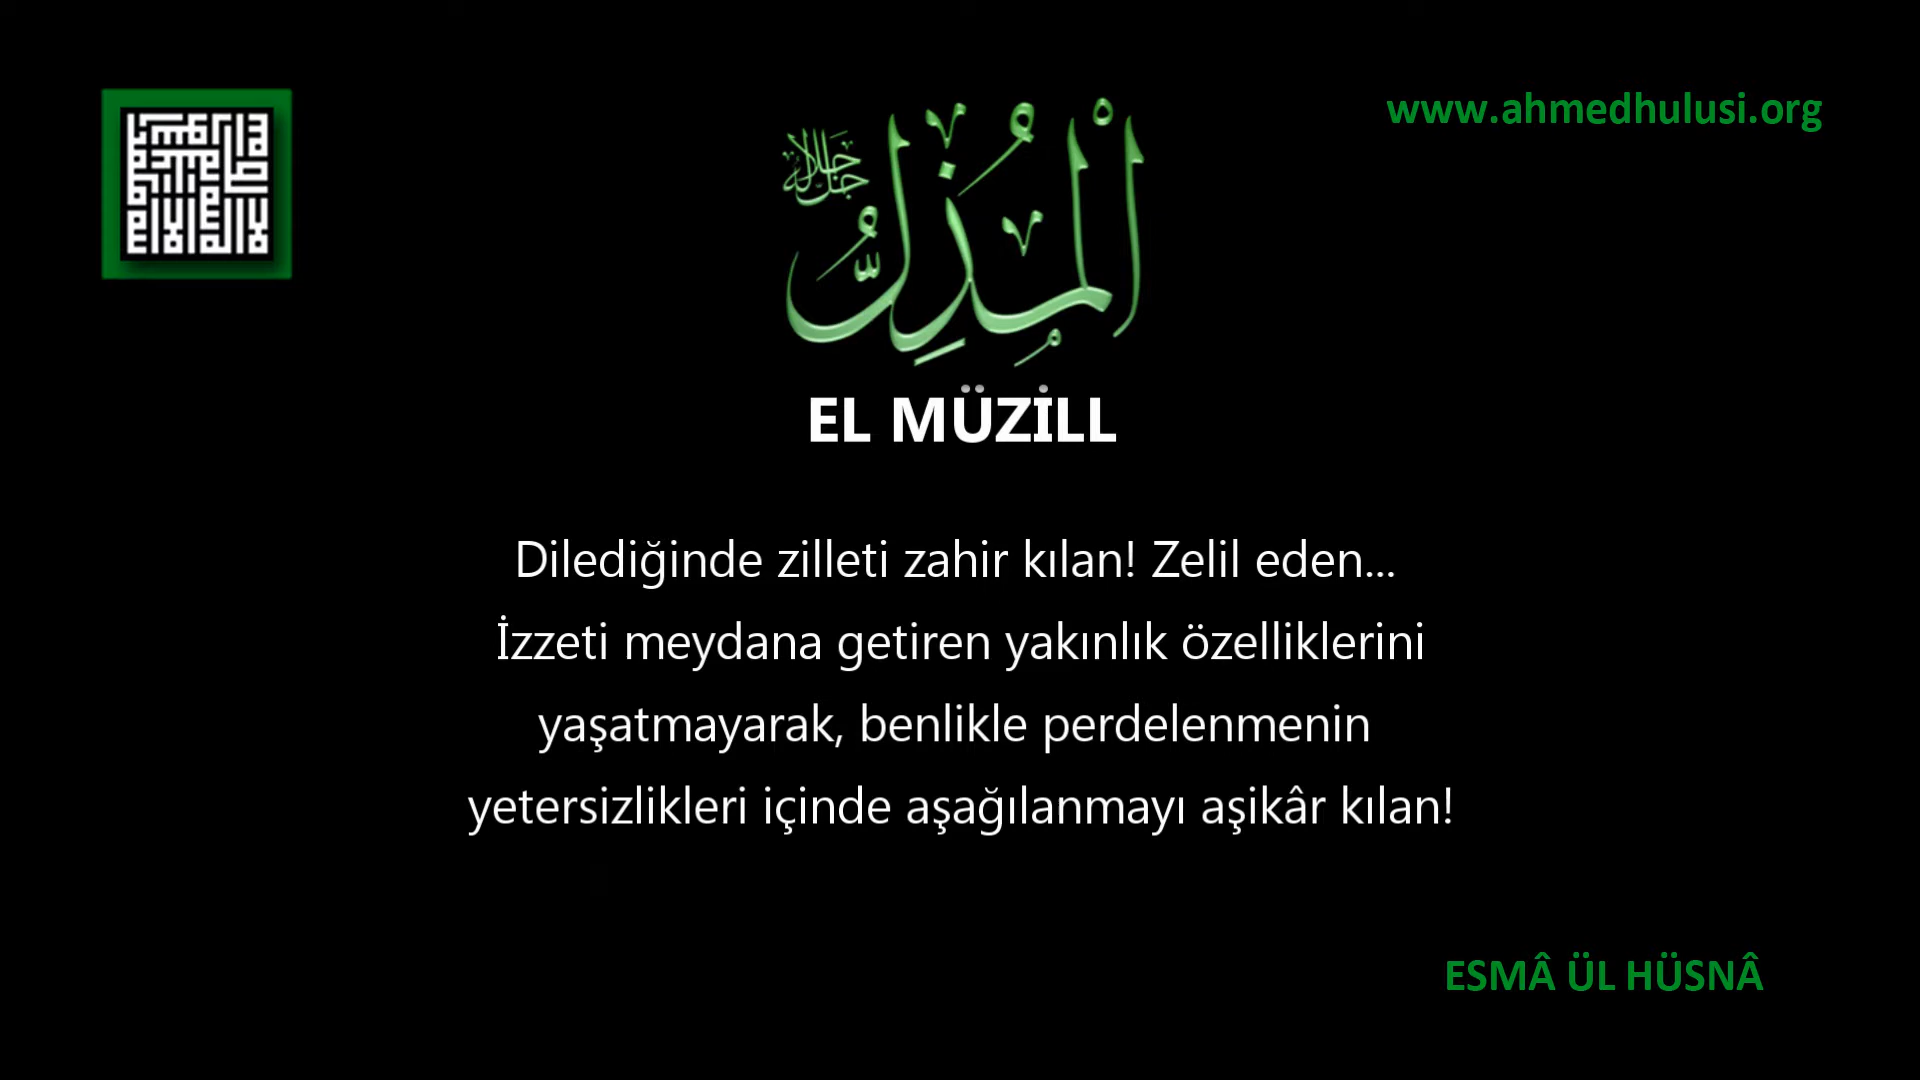 www.ahmedhulusi.org
الْمُذِلُّ
جل جلاله
EL MÜZİLL
Dilediğinde zilleti zahir kılan! Zelil eden...
İzzeti meydana getiren yakınlık özelliklerini
yaşatmayarak, benlikle perdelenmenin
yetersizlikleri içinde aşağılanmayı aşikâr kılan!
ESMÂ ÜL HÜSNÂ